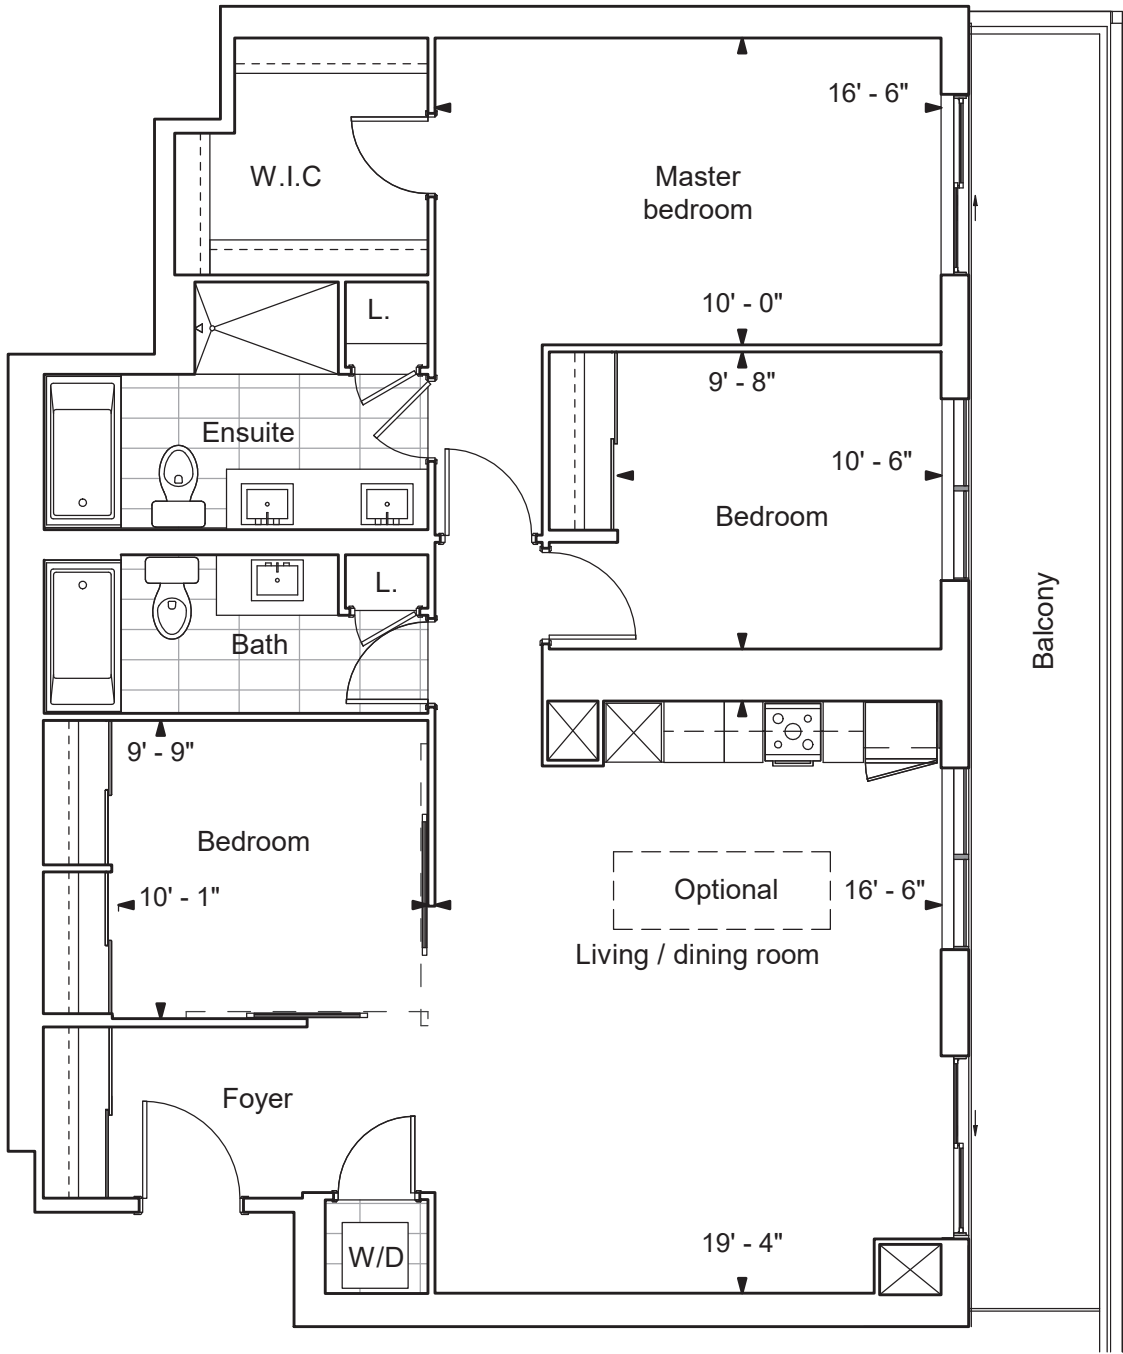 16' - 6"
W.I.C
Master
bedroom
10' - 0"
L.
9' - 8"
Ensuite
10' - 6"
Bedroom
L.
Balcony
Bath
9' - 9"
Bedroom
Optional
10' - 1"
16' - 6"
Living / dining room
Foyer
W/D
19' - 4"